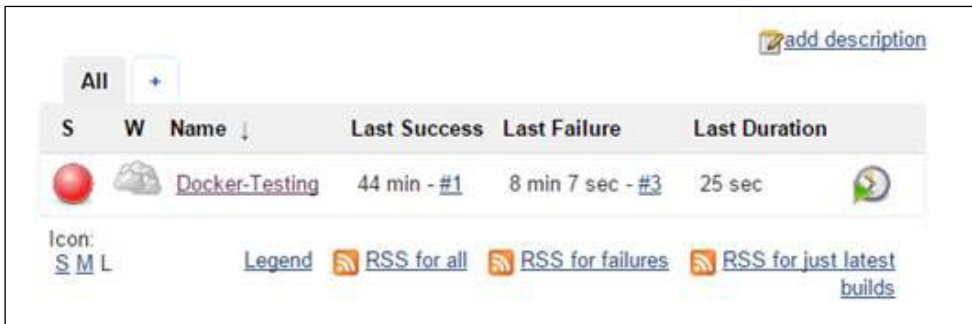 add description
All +
S W Name ↓ Last Success Last Failure Last Duration
Docker-Testing 44 min - #1 8 min 7 sec - #3 25 sec
Icon:
S M L Legend RSS for all RSS for failures RSS for just latest
builds